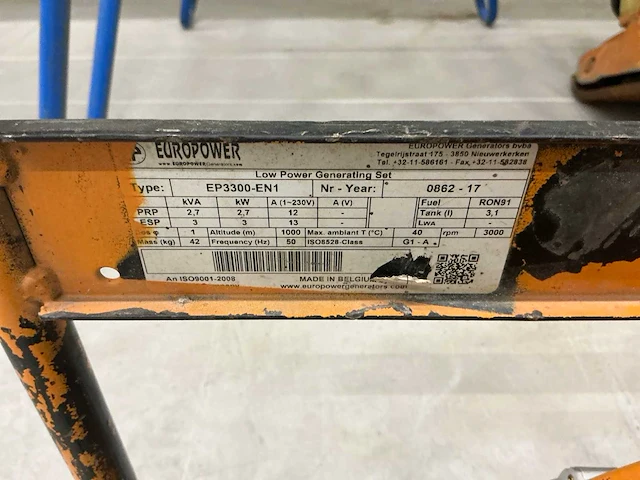 EUROPOWER
www.EUROPOWERGenerators.com
EUROPOWER Generators bvba
Tegelrijstraat 175 - 3850 Nieuwerkerken
Tel. +32-11-586161 - Fax.+32-11-582838
Low Power Generating Set
Type: EP3300-EN1 Nr - Year: 0862 - 17
kVA kW A (1~230V) A (V) Fuel RON91
PRP 2,7 2,7 12 - Tank (l) 3,1
ESP 3 3 13 - Lwa -
Cos φ 1 Altitude (m) 1000 Max. ambiant T (°C) 40 rpm 3000
Mass (kg) 42 Frequency (Hz) 50 ISO8528-Class G1 - A
An ISO9001-2008 MADE IN BELGIUM
www.europowergenerators.com